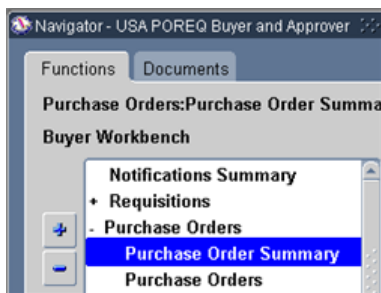 Navigator - USA POREQ Buyer and Approver
Functions Documents
Purchase Orders:Purchase Order Summa
Buyer Workbench
Notifications Summary
+ Requisitions
- Purchase Orders
Purchase Order Summary
Purchase Orders